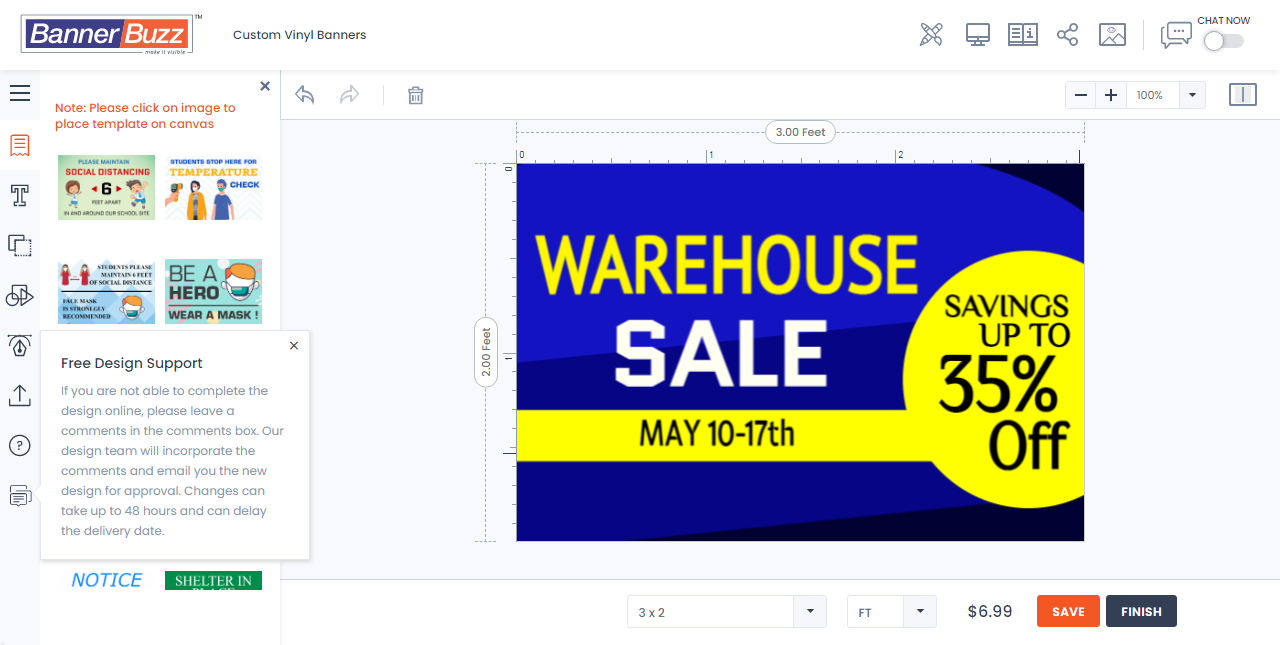 BannerBuzz™
make it visible
Custom Vinyl Banners
CHAT NOW
Note: Please click on image to
place template on canvas
100%
PLEASE MAINTAIN
SOCIAL DISTANCING
6
FEET APART
IN AND AROUND OUR SCHOOL SITE
STUDENTS STOP HERE FOR
TEMPERATURE
CHECK
STUDENTS PLEASE
MAINTAIN 6 FEET
OF SOCIAL DISTANCE
FACE MASK
IS STRONLGLY
RECOMMENDED
BE A
HERO
WEAR A MASK !
Free Design Support
If you are not able to complete the
design online, please leave a
comments in the comments box. Our
design team will incorporate the
comments and email you the new
design for approval. Changes can
take up to 48 hours and can delay
the delivery date.
NOTICE
SHELTER IN
PLACE
3.00 Feet
0 1 2
0
1
2.00 Feet
WAREHOUSE
SALE
MAY 10-17th
SAVINGS
UP TO
35%
Off
3 x 2
FT
$6.99
SAVE
FINISH